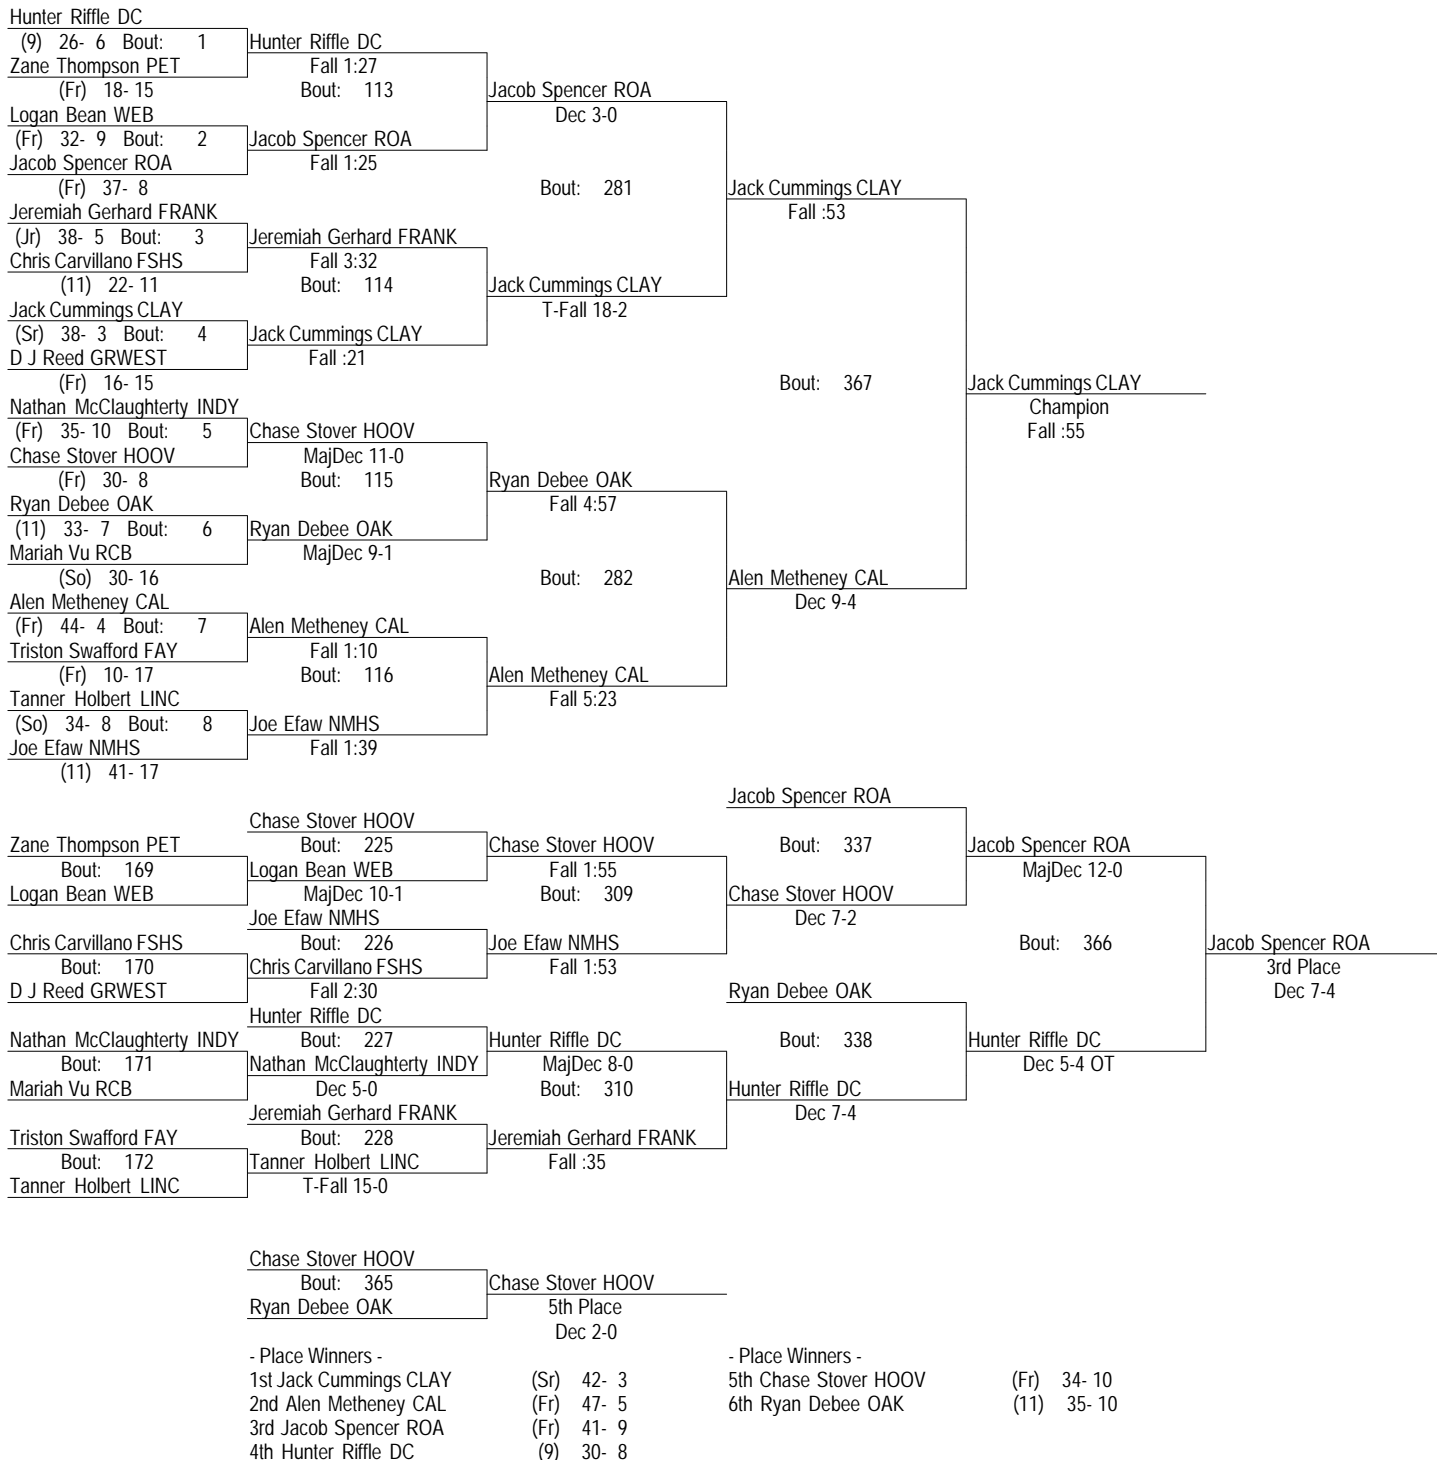 Hunter Riffle DC
(9) 26- 6 Bout: 1 Hunter Riffle DC
Zane Thompson PET Fall 1:27
(Fr) 18- 15 Bout: 113 Jacob Spencer ROA
Logan Bean WEB Dec 3-0
(Fr) 32- 9 Bout: 2 Jacob Spencer ROA
Jacob Spencer ROA Fall 1:25
(Fr) 37- 8 Bout: 281 Jack Cummings CLAY
Jeremiah Gerhard FRANK Fall :53
(Jr) 38- 5 Bout: 3 Jeremiah Gerhard FRANK
Chris Carvillano FSHS Fall 3:32
(11) 22- 11 Bout: 114 Jack Cummings CLAY
Jack Cummings CLAY T-Fall 18-2
(Sr) 38- 3 Bout: 4 Jack Cummings CLAY
D J Reed GRWEST Fall :21
(Fr) 16- 15 Bout: 367 Jack Cummings CLAY
Nathan McClaughterty INDY Champion
(Fr) 35- 10 Bout: 5 Chase Stover HOOV Fall :55
Chase Stover HOOV MajDec 11-0
(Fr) 30- 8 Bout: 115 Ryan Debee OAK
Ryan Debee OAK Fall 4:57
(11) 33- 7 Bout: 6 Ryan Debee OAK
Mariah Vu RCB MajDec 9-1
(So) 30- 16 Bout: 282 Alen Metheney CAL
Alen Metheney CAL Dec 9-4
(Fr) 44- 4 Bout: 7 Alen Metheney CAL
Triston Swafford FAY Fall 1:10
(Fr) 10- 17 Bout: 116 Alen Metheney CAL
Tanner Holbert LINC Fall 5:23
(So) 34- 8 Bout: 8 Joe Efaw NMHS
Joe Efaw NMHS Fall 1:39
(11) 41- 17
Jacob Spencer ROA
Chase Stover HOOV
Zane Thompson PET Bout: 225 Chase Stover HOOV Bout: 337 Jacob Spencer ROA
Bout: 169 Logan Bean WEB Fall 1:55 MajDec 12-0
Logan Bean WEB MajDec 10-1 Bout: 309 Chase Stover HOOV
Joe Efaw NMHS Dec 7-2
Chris Carvillano FSHS Bout: 226 Joe Efaw NMHS Bout: 366 Jacob Spencer ROA
Bout: 170 Chris Carvillano FSHS Fall 1:53 3rd Place
D J Reed GRWEST Fall 2:30 Ryan Debee OAK Dec 7-4
Hunter Riffle DC
Nathan McClaughterty INDY Bout: 227 Hunter Riffle DC Bout: 338 Hunter Riffle DC
Bout: 171 Nathan McClaughterty INDY MajDec 8-0 Dec 5-4 OT
Mariah Vu RCB Dec 5-0 Bout: 310 Hunter Riffle DC
Jeremiah Gerhard FRANK Dec 7-4
Triston Swafford FAY Bout: 228 Jeremiah Gerhard FRANK
Bout: 172 Tanner Holbert LINC Fall :35
Tanner Holbert LINC T-Fall 15-0
Chase Stover HOOV
Bout: 365 Chase Stover HOOV
Ryan Debee OAK 5th Place
Dec 2-0
- Place Winners - - Place Winners -
1st Jack Cummings CLAY (Sr) 42- 3 5th Chase Stover HOOV (Fr) 34- 10
2nd Alen Metheney CAL (Fr) 47- 5 6th Ryan Debee OAK (11) 35- 10
3rd Jacob Spencer ROA (Fr) 41- 9
4th Hunter Riffle DC (9) 30- 8